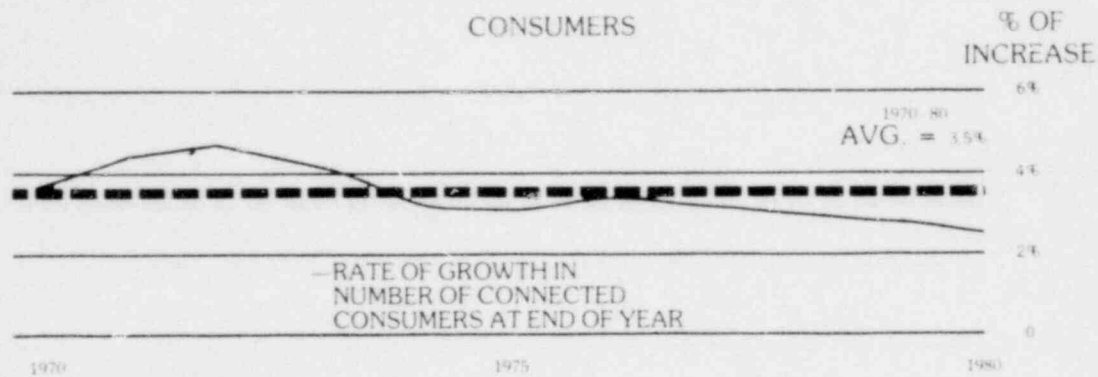 CONSUMERS
% OF
INCREASE
6%
1970-80
AVG. = 3.5%
4%
2%
—RATE OF GROWTH IN
NUMBER OF CONNECTED
CONSUMERS AT END OF YEAR
0
1970
1975
1980